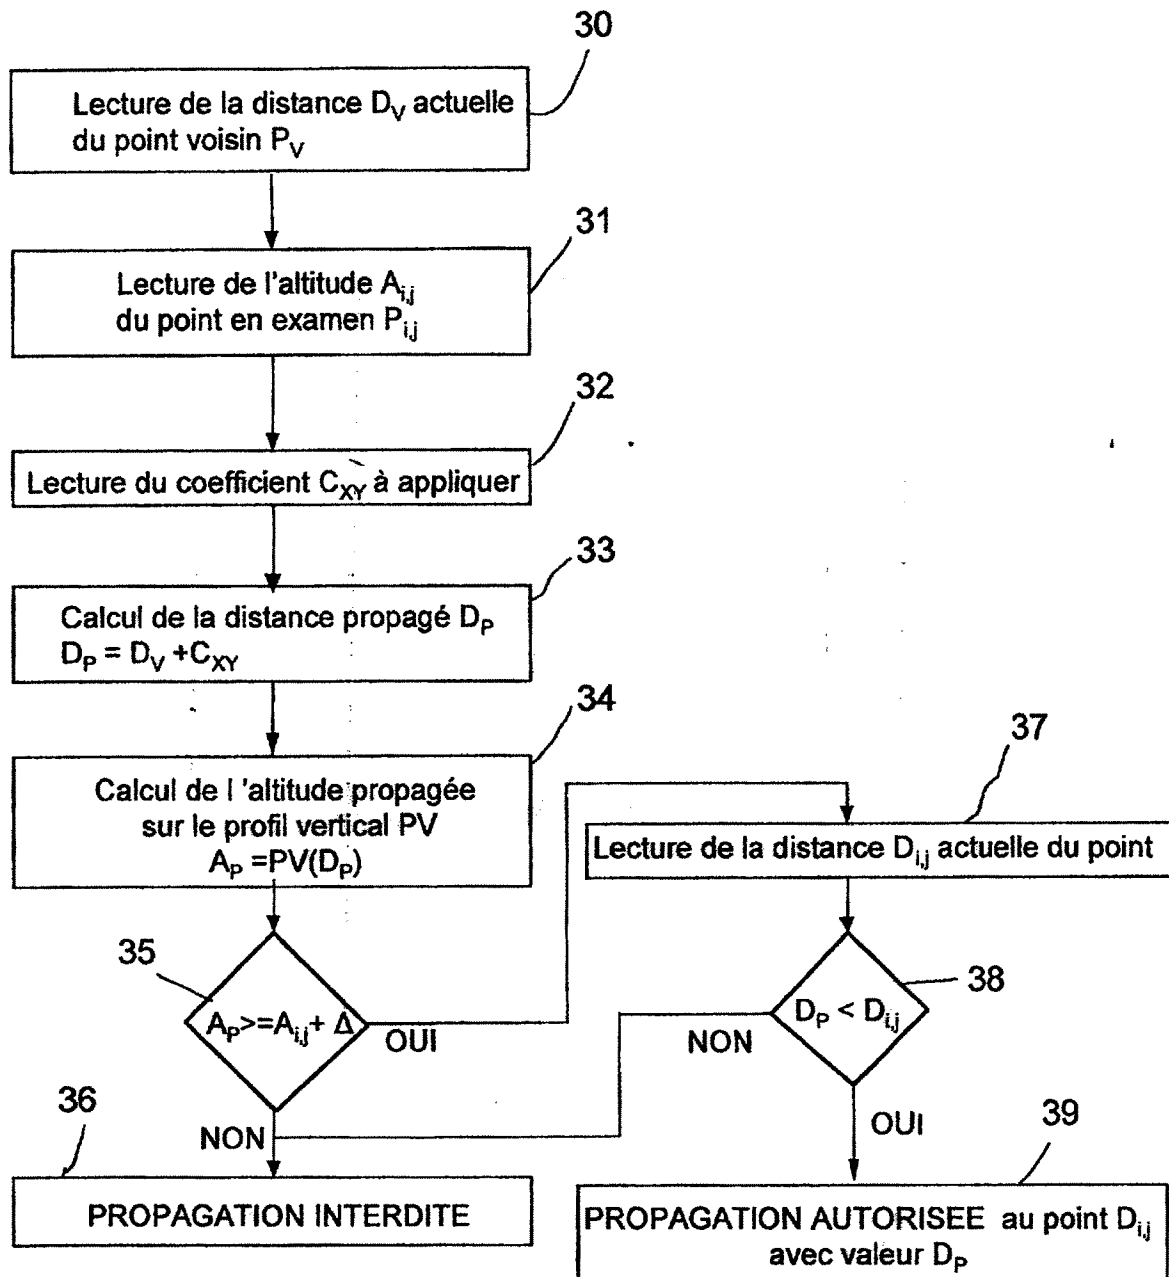 30
Lecture de la distance D_V actuelle
du point voisin P_V
31
Lecture de l'altitude A_i,j
du point en examen P_i,j
32
Lecture du coefficient C_XY à appliquer
33
Calcul de la distance propagé D_P
D_P = D_V +C_XY
34
Calcul de l 'altitude propagée
sur le profil vertical PV
A_P =PV(D_P)
35
A_P>=A_i,j+ Δ
OUI
NON
36
PROPAGATION INTERDITE
37
Lecture de la distance D_i,j actuelle du point
38
D_P < D_i,j
NON
OUI
39
PROPAGATION AUTORISEE au point D_i,j
avec valeur D_P